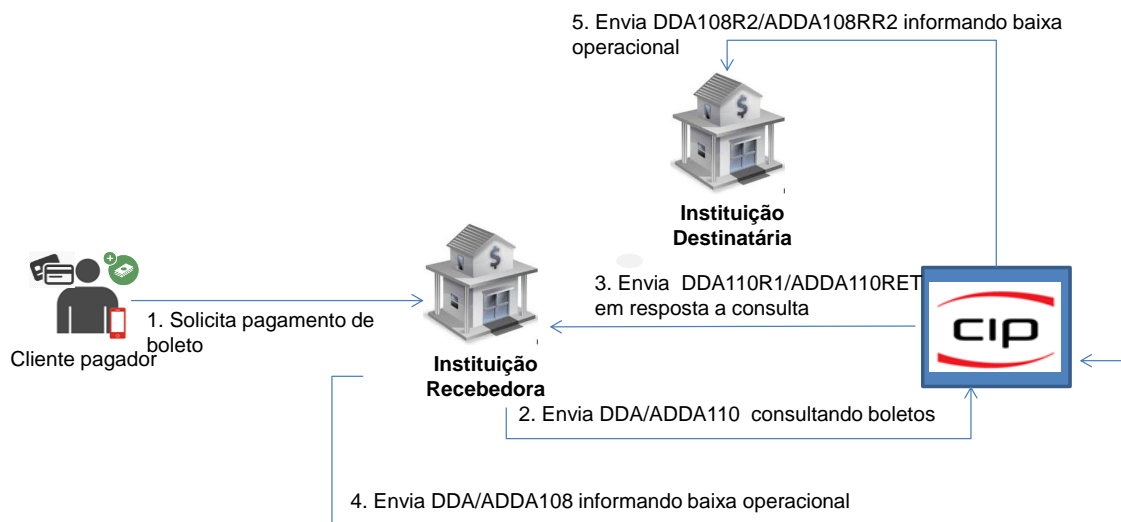 5. Envia DDA108R2/ADDA108RR2 informando baixa
operacional
Instituição
Destinatária
3. Envia DDA110R1/ADDA110RET
em resposta a consulta
cip
1. Solicita pagamento de
boleto
Cliente pagador
Instituição
Recebedora
2. Envia DDA/ADDA110 consultando boletos
4. Envia DDA/ADDA108 informando baixa operacional